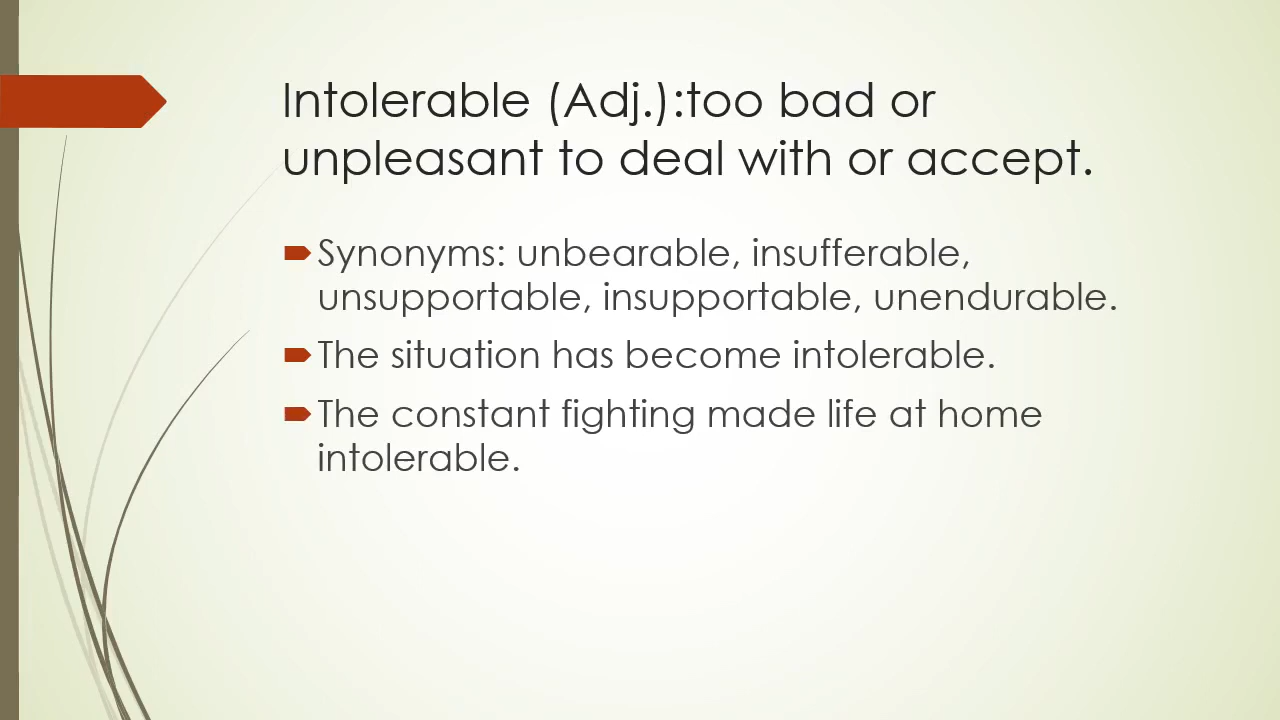 Intolerable (Adj.):too bad or
unpleasant to deal with or accept.
Synonyms: unbearable, insufferable,
unsupportable, insupportable, unendurable.
The situation has become intolerable.
The constant fighting made life at home
intolerable.